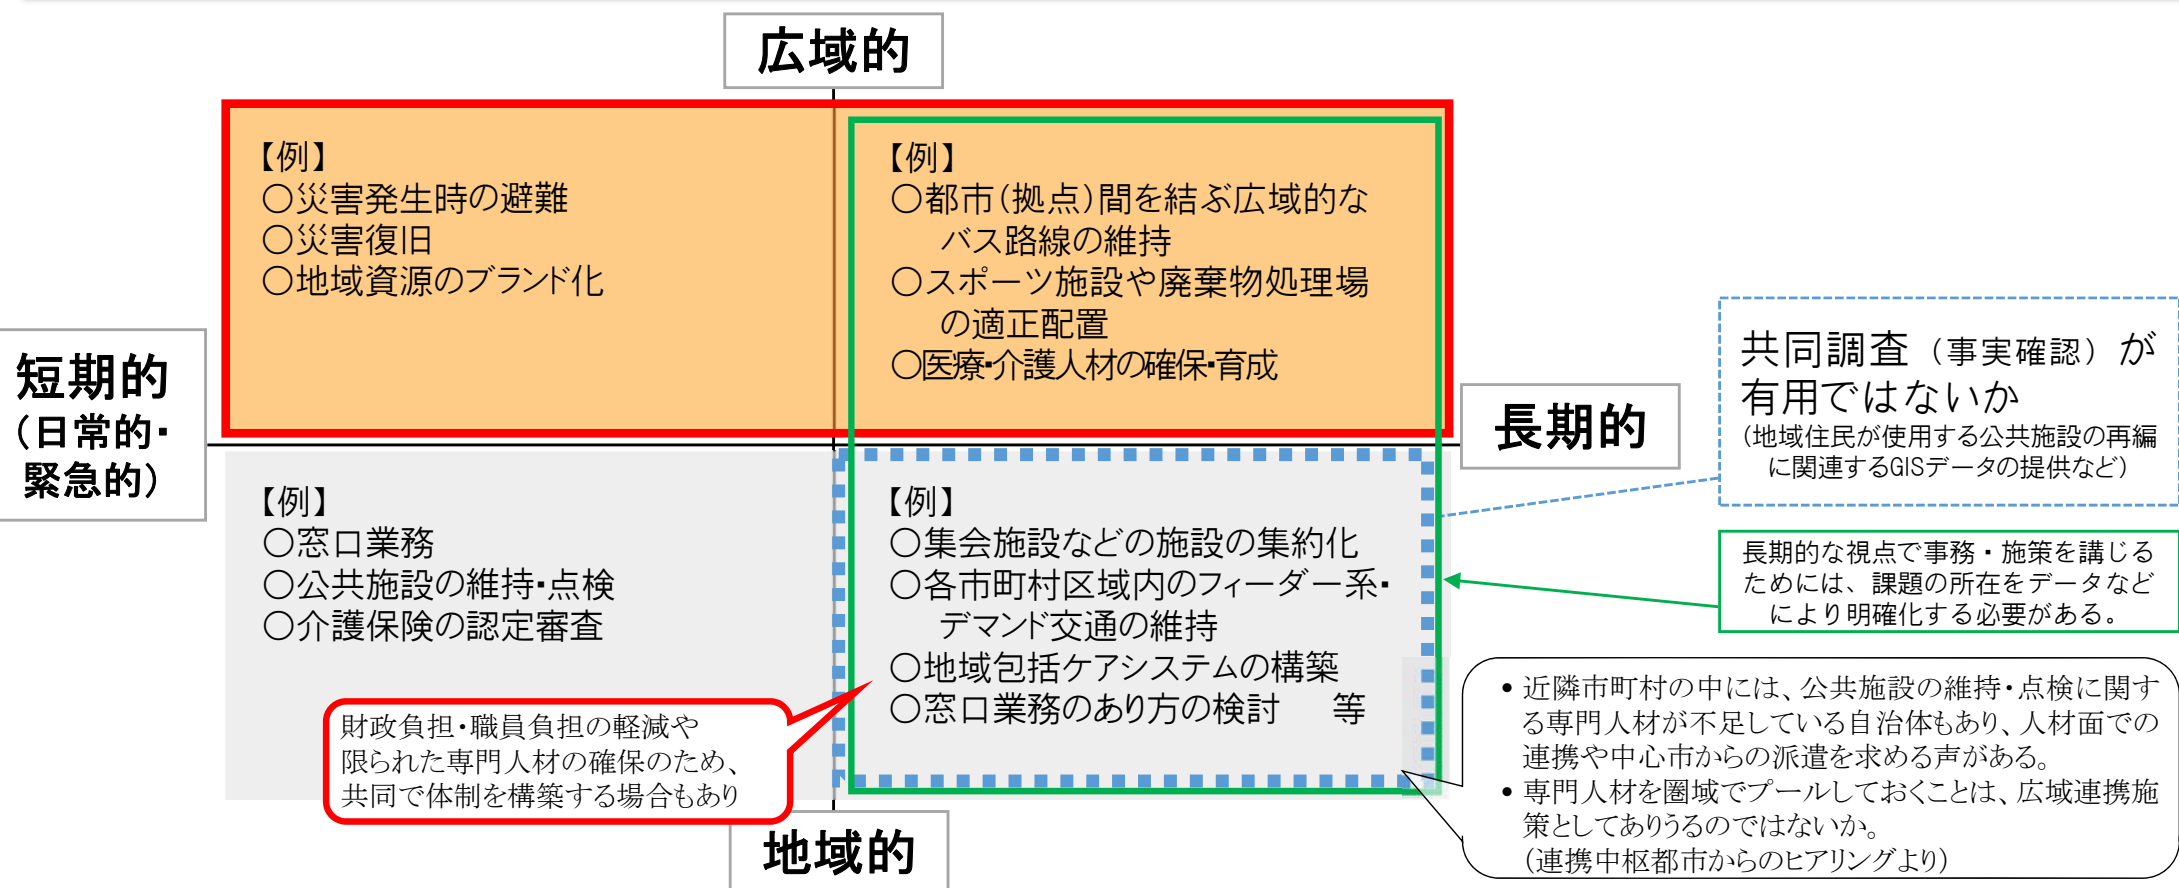 広域的
【例】
○災害発生時の避難
○災害復旧
○地域資源のブランド化
【例】
○都市(拠点)間を結ぶ広域的な
バス路線の維持
○スポーツ施設や廃棄物処理場
の適正配置
○医療・介護人材の確保・育成
短期的
(日常的・
緊急的)
長期的
共同調査(事実確認)が
有用ではないか
(地域住民が使用する公共施設の再編
に関連するGISデータの提供など)
【例】
○窓口業務
○公共施設の維持・点検
○介護保険の認定審査
【例】
○集会施設などの施設の集約化
○各市町村区域内のフィーダー系・
デマンド交通の維持
○地域包括ケアシステムの構築
○窓口業務のあり方の検討 等
長期的な視点で事務・施策を講じる
ためには、課題の所在をデータなど
により明確化する必要がある。
財政負担・職員負担の軽減や
限られた専門人材の確保のため、
共同で体制を構築する場合もあり
• 近隣市町村の中には、公共施設の維持・点検に関す
る専門人材が不足している自治体もあり、人材面での
連携や中心市からの派遣を求める声がある。
• 専門人材を圏域でプールしておくことは、広域連携施
策としてありうるのではないか。
(連携中枢都市からのヒアリングより)
地域的